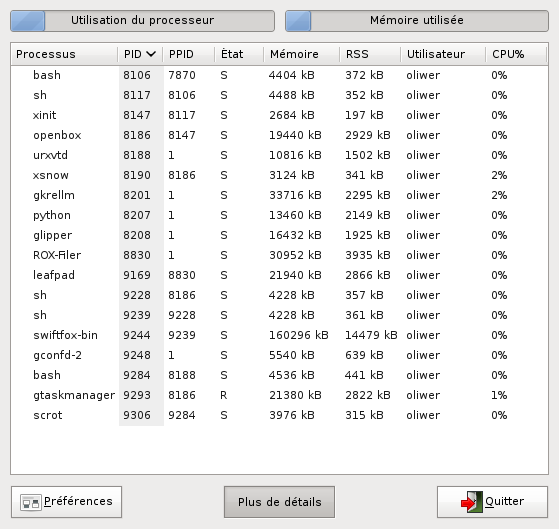 Utilisation du processeur Mémoire utilisée
Processus PID PPID État Mémoire RSS Utilisateur CPU%
bash 8106 7870 S 4404 kB 372 kB oliwer 0%
sh 8117 8106 S 4488 kB 352 kB oliwer 0%
xinit 8147 8117 S 2684 kB 197 kB oliwer 0%
openbox 8186 8147 S 19440 kB 2929 kB oliwer 0%
urxvtd 8188 1 S 10816 kB 1502 kB oliwer 0%
xsnow 8190 8186 S 3124 kB 341 kB oliwer 2%
gkrellm 8201 1 S 33716 kB 2295 kB oliwer 2%
python 8207 1 S 13460 kB 2149 kB oliwer 0%
glipper 8208 1 S 16432 kB 1925 kB oliwer 0%
ROX-Filer 8830 1 S 30952 kB 3935 kB oliwer 0%
leafpad 9169 8830 S 21940 kB 2866 kB oliwer 0%
sh 9228 8186 S 4228 kB 357 kB oliwer 0%
sh 9239 9228 S 4228 kB 361 kB oliwer 0%
swiftfox-bin 9244 9239 S 160296 kB 14479 kB oliwer 0%
gconfd-2 9248 1 S 5540 kB 639 kB oliwer 0%
bash 9284 8188 S 4536 kB 441 kB oliwer 0%
gtaskmanager 9293 8186 R 21380 kB 2822 kB oliwer 1%
scrot 9306 9284 S 3976 kB 315 kB oliwer 0%
Préférences Plus de détails Quitter